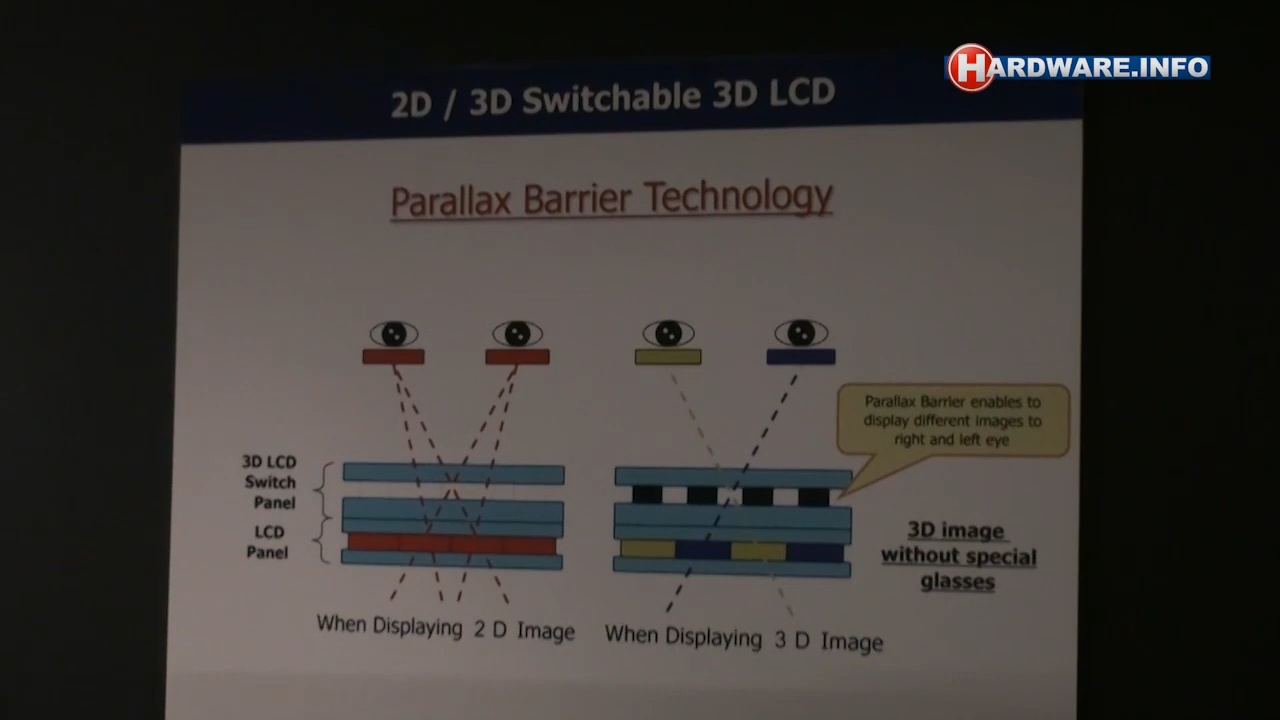 HARDWARE.INFO
2D / 3D Switchable 3D LCD
Parallax Barrier Technology
Parallax Barrier enables to
display different images to
right and left eye
3D LCD
Switch
Panel
LCD
Panel
3D image
without special
glasses
When Displaying 2 D Image
When Displaying 3 D Image